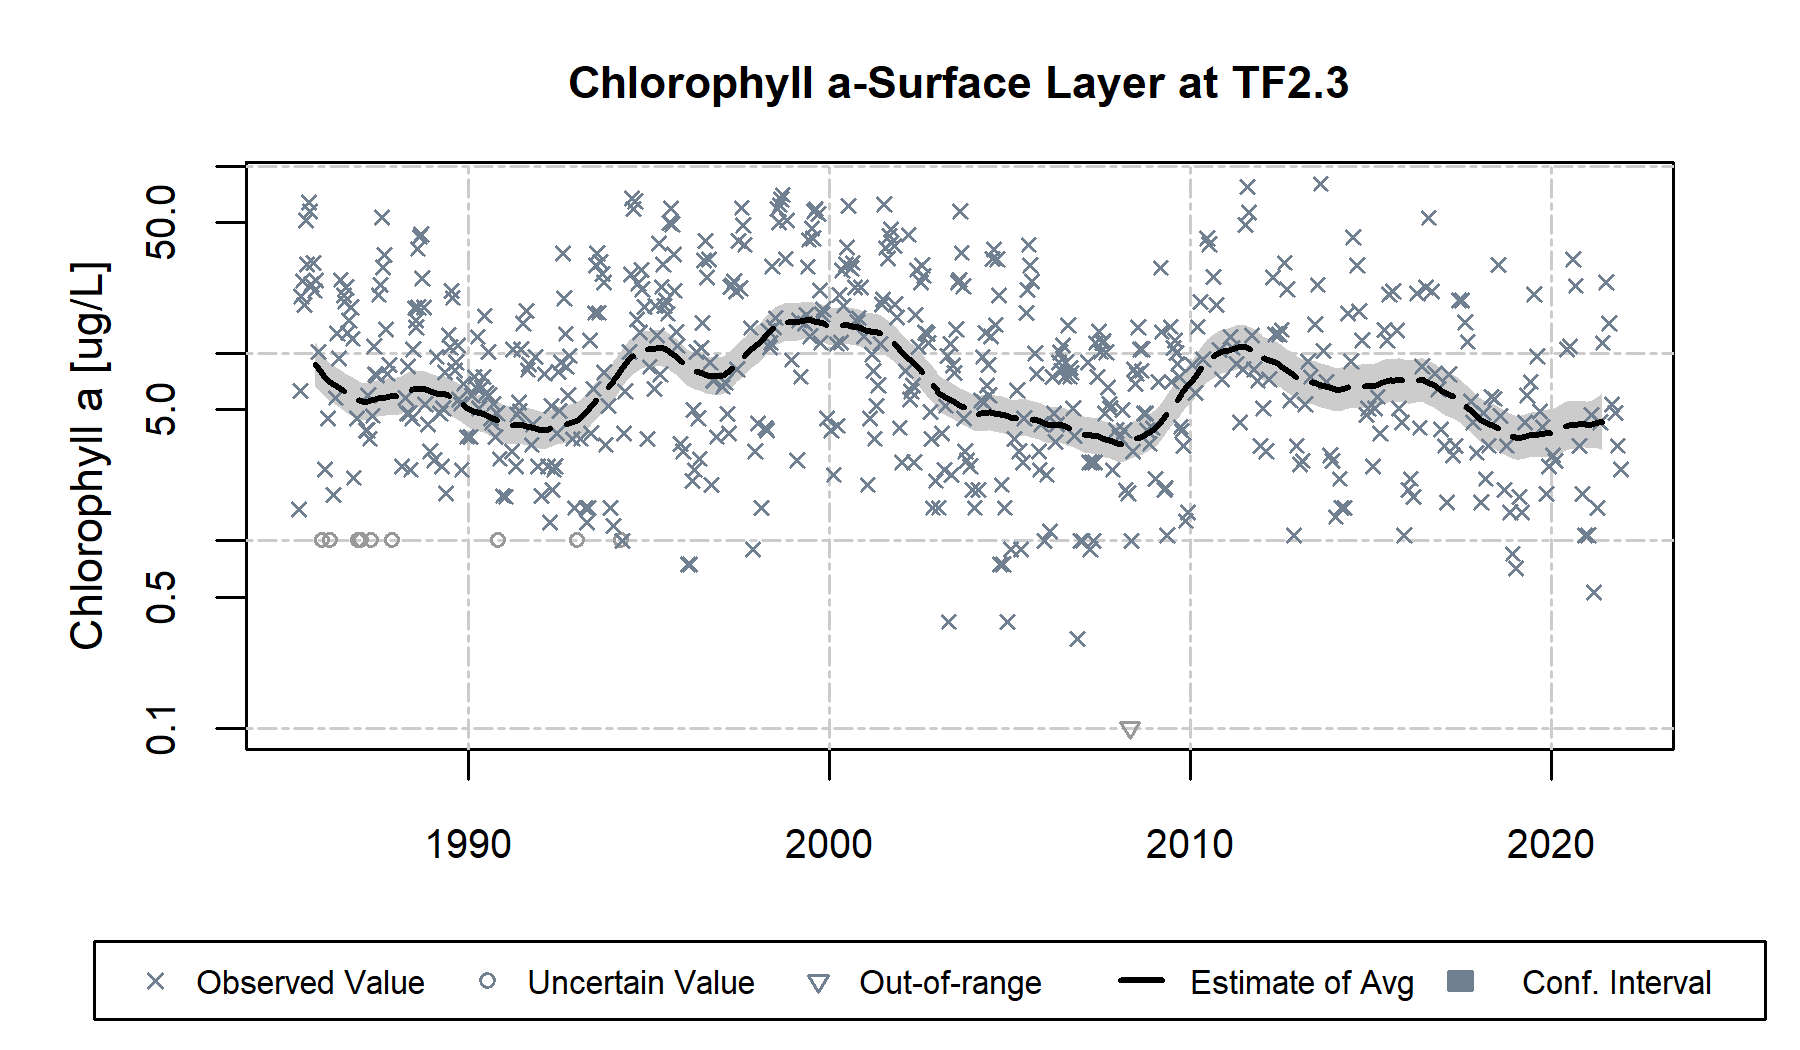 Chlorophyll a-Surface Layer at TF2.3
Chlorophyll a [ug/L]
50.0
5.0
0.5
0.1
1990 2000 2010 2020
Observed Value Uncertain Value Out-of-range Estimate of Avg Conf. Interval